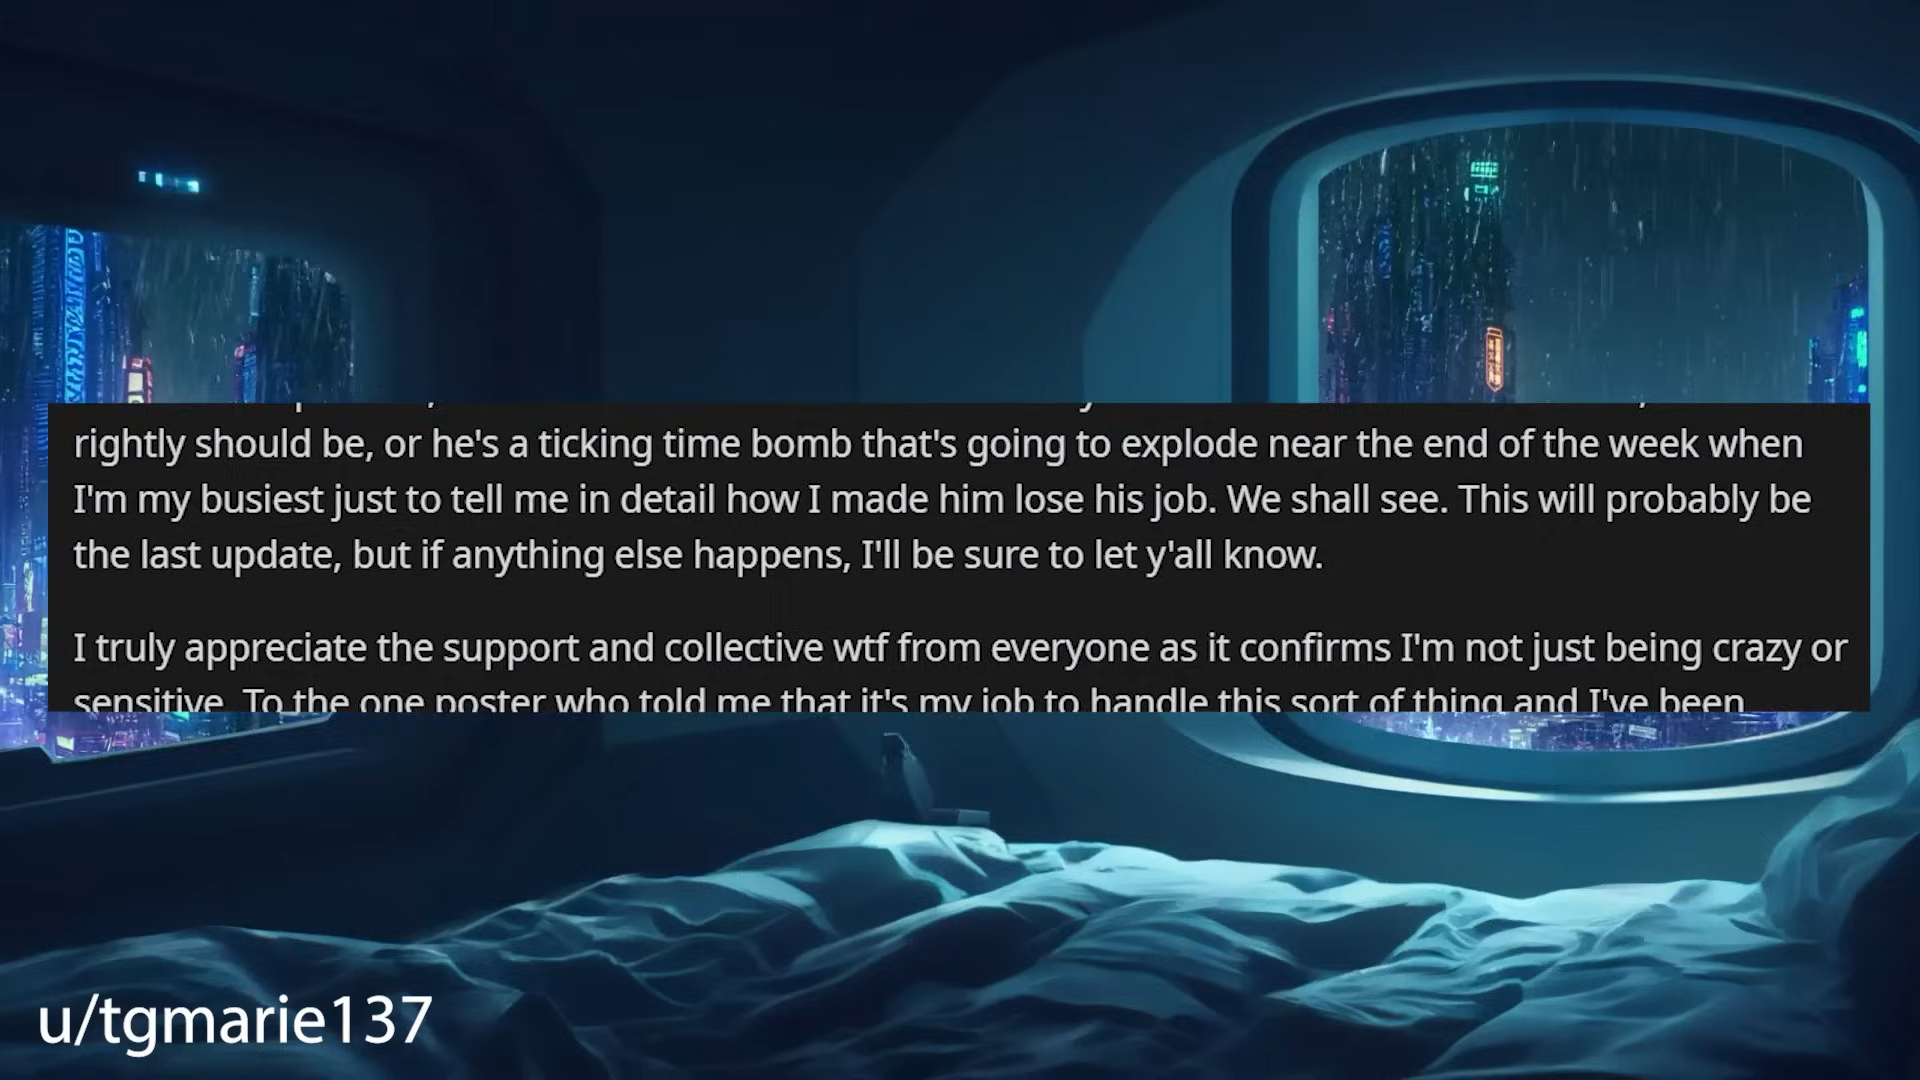 rightly should be, or he's a ticking time bomb that's going to explode near the end of the week when
I'm my busiest just to tell me in detail how I made him lose his job. We shall see. This will probably be
the last update, but if anything else happens, I'll be sure to let y'all know.
I truly appreciate the support and collective wtf from everyone as it confirms I'm not just being crazy or
sensitive. To the one poster who told me that it's my job to handle this sort of thing and I've been
u/tgmarie137